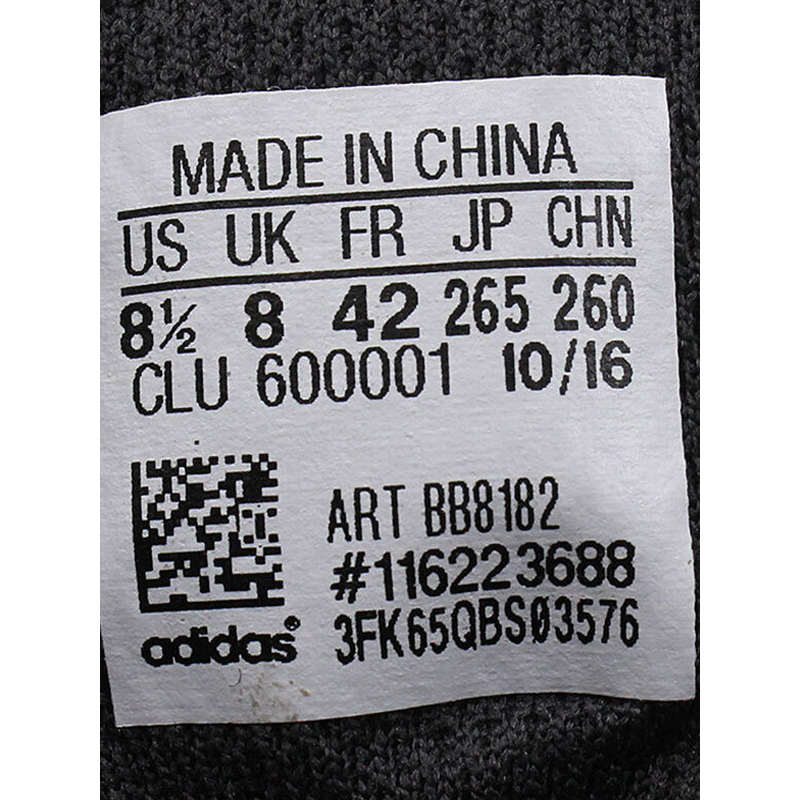 MADE IN CHINA
US UK FR JP CHN
8½ 8 42 265 260
CLU 600001 10/16
ART BB8182
#116223688
adidas® 3FK65QBS03576